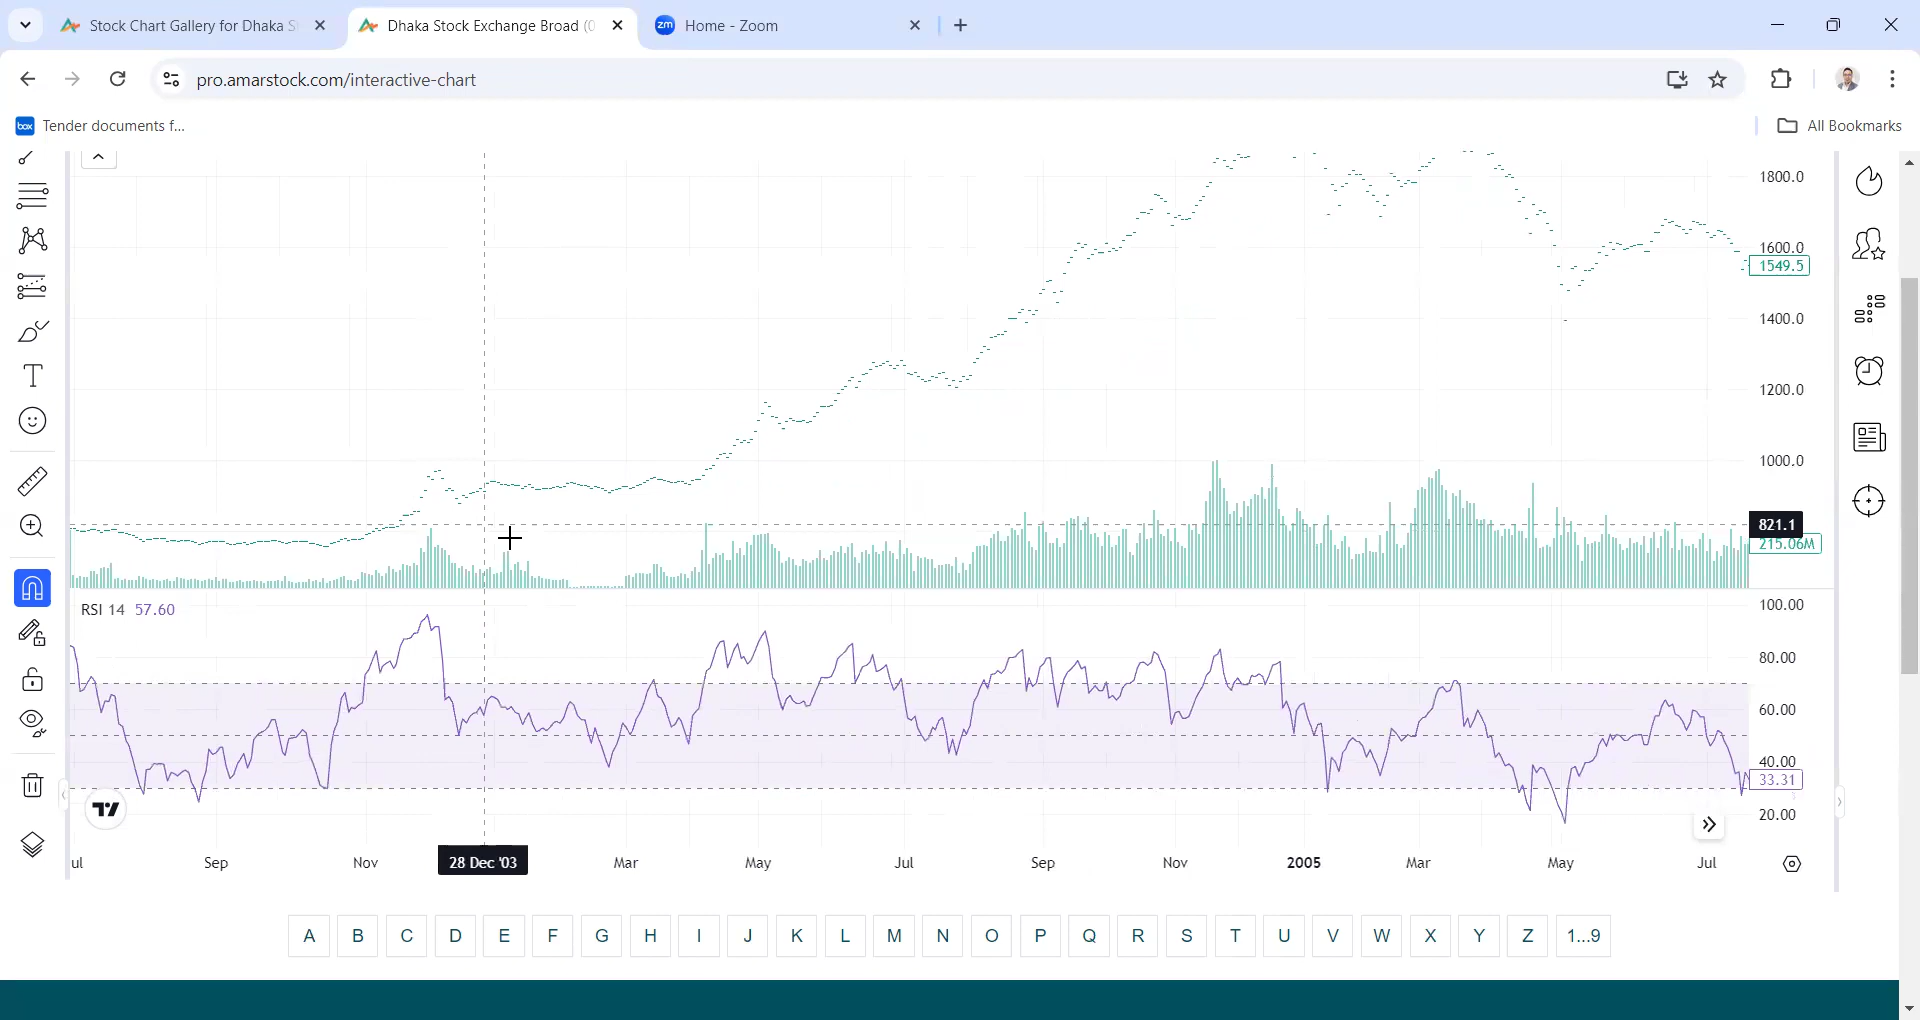 Stock Chart Gallery for Dhaka S
Dhaka Stock Exchange Broad (0
zm
Home - Zoom
pro.amarstock.com/interactive-chart
box
Tender documents f...
All Bookmarks
1800.0
1600.0
1549.5
1400.0
1200.0
1000.0
821.1
215.06M
RSI 14 57.60
100.00
80.00
60.00
40.00
33.31
20.00
ul
Sep
Nov
28 Dec '03
Mar
May
Jul
Sep
Nov
2005
Mar
May
Jul
A B C D E F G H I J K L M N O P Q R S T U V W X Y Z 1...9